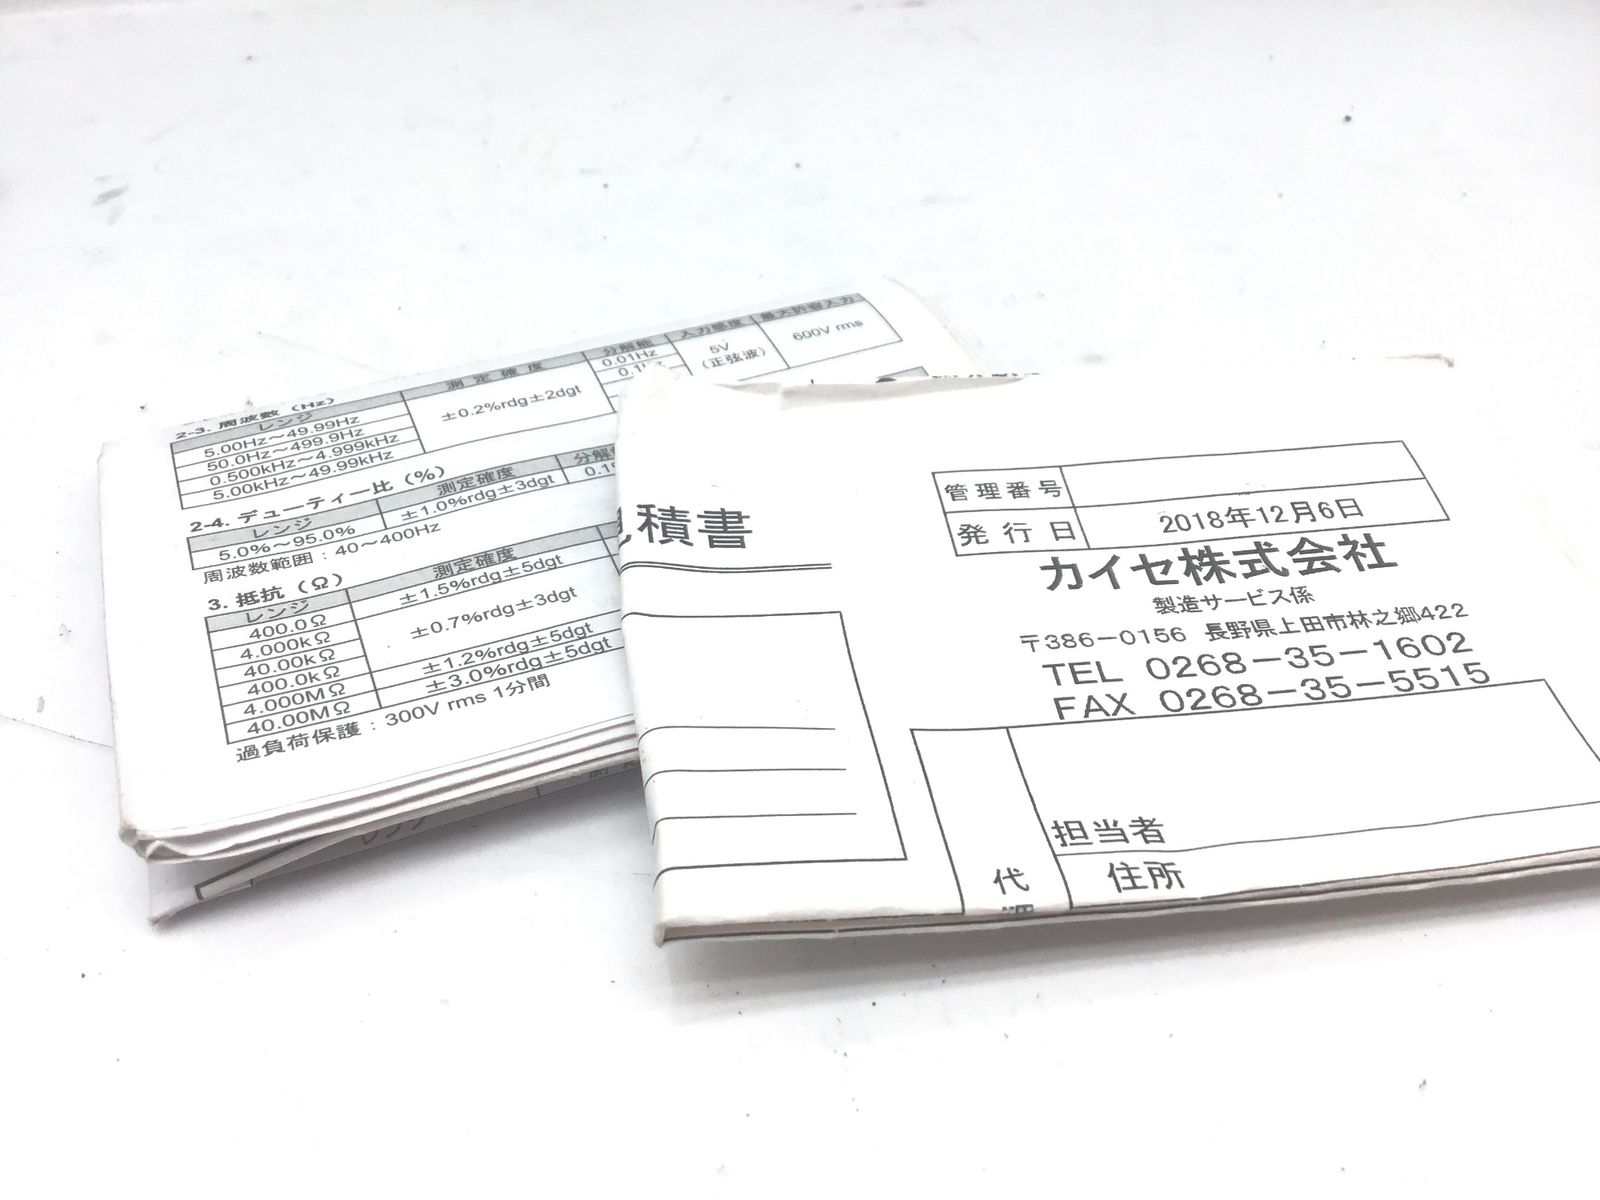 2-3. 周波数 (Hz)
レンジ 測定確度 分解能 入力感度 最大許容入力
5.00Hz～49.99Hz ±0.2%rdg±2dgt 0.01Hz 5V (正弦波) 600V rms
50.0Hz～499.9Hz
0.500kHz～4.999kHz
5.00kHz～49.99kHz
2-4. デューティー比 (%)
レンジ 測定確度
5.0%～95.0% ±1.0%rdg±3dgt
周波数範囲：40～400Hz
3. 抵抗 (Ω)
レンジ 測定確度
400.0Ω ±1.5%rdg±5dgt
4.000kΩ ±0.7%rdg±3dgt
40.00kΩ
400.0kΩ
4.000MΩ ±1.2%rdg±5dgt
40.00MΩ ±3.0%rdg±5dgt
過負荷保護：300V rms 1分間
積書
管理番号
発行日 2018年12月6日
カイセ株式会社
製造サービス係
〒386－0156 長野県上田市林之郷422
TEL 0268－35－1602
FAX 0268－35－5515
担当者
代 住所